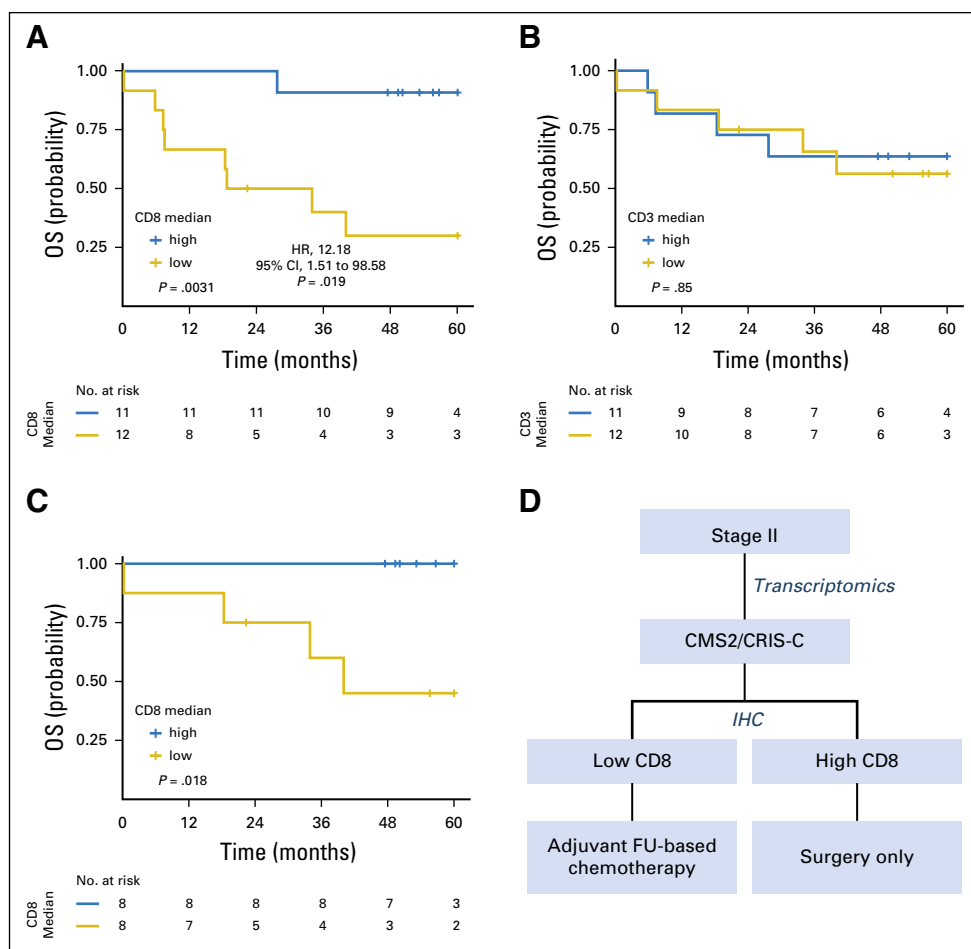 A
OS (probability)
1.00
0.75
0.50
0.25
CD8 median
high
low
P = .0031
HR, 12.18
95% CI, 1.51 to 98.58
P = .019
0 12 24 36 48 60
Time (months)
No. at risk
CD8 Median
11 11 11 10 9 4
12 8 5 4 3 3
B
OS (probability)
1.00
0.75
0.50
0.25
CD3 median
high
low
P = .85
0 12 24 36 48 60
Time (months)
No. at risk
CD3 Median
11 9 8 7 6 4
12 10 8 7 6 3
C
OS (probability)
1.00
0.75
0.50
0.25
CD8 median
high
low
P = .018
0 12 24 36 48 60
Time (months)
No. at risk
CD8 Median
8 8 8 8 7 3
8 7 5 4 3 2
D
Stage II
Transcriptomics
CMS2/CRIS-C
IHC
Low CD8
High CD8
Adjuvant FU-based
chemotherapy
Surgery only